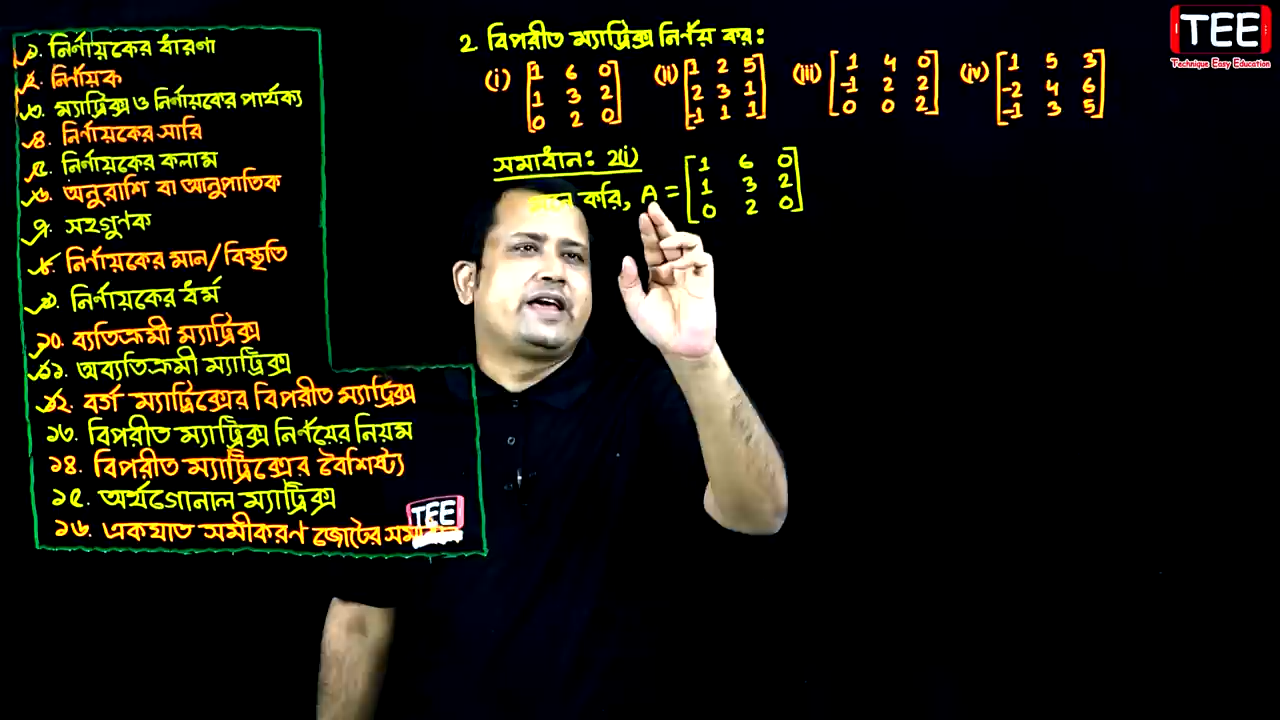 ১. নির্ণায়কের ধারণা
২. নির্ণায়ক
৩. ম্যাট্রিক্স ও নির্ণায়কের পার্থক্য
৪. নির্ণায়কের সারি
৫. নির্ণায়কের কলাম
৬. অনুরাশি বা আনুপাতিক
৭. সহগুণক
৮. নির্ণায়কের মান/বিস্তৃতি
৯. নির্ণায়কের ধর্ম
১০. ব্যতিক্রমী ম্যাট্রিক্স
১১. অব্যতিক্রমী ম্যাট্রিক্স
১২. বর্গ ম্যাট্রিক্সের বিপরীত ম্যাট্রিক্স
১৩. বিপরীত ম্যাট্রিক্স নির্ণয়ের নিয়ম
১৪. বিপরীত ম্যাট্রিক্সের বৈশিষ্ট্য
১৫. অর্থগোনাল ম্যাট্রিক্স
১৬. একঘাত সমীকরণ জোটের
TEE
2 বিপরীত ম্যাট্রিক্স নির্ণয় কর:
(i) [1 6 0 (ii) [1 2 5 (iii) [1 4 0 (iv) [1 5 3
1 3 2 2 3 1 -1 2 2 -2 4 6
0 2 0] -1 1 1] 0 0 2] -1 3 5]
সমাধান: 2(i)
করি, A = [1 6 0
1 3 2
0 2 0]
TEE
Technique Easy Education